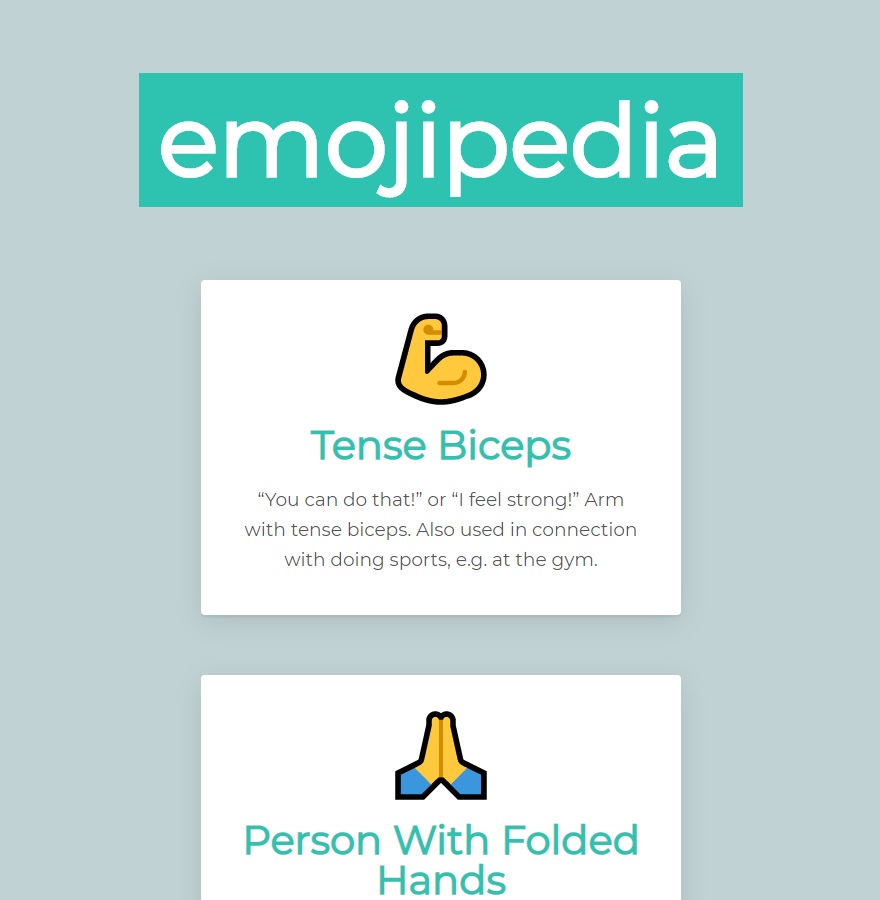 emojipedia
Tense Biceps
“You can do that!” or “I feel strong!” Arm
with tense biceps. Also used in connection
with doing sports, e.g. at the gym.
Person With Folded
Hands